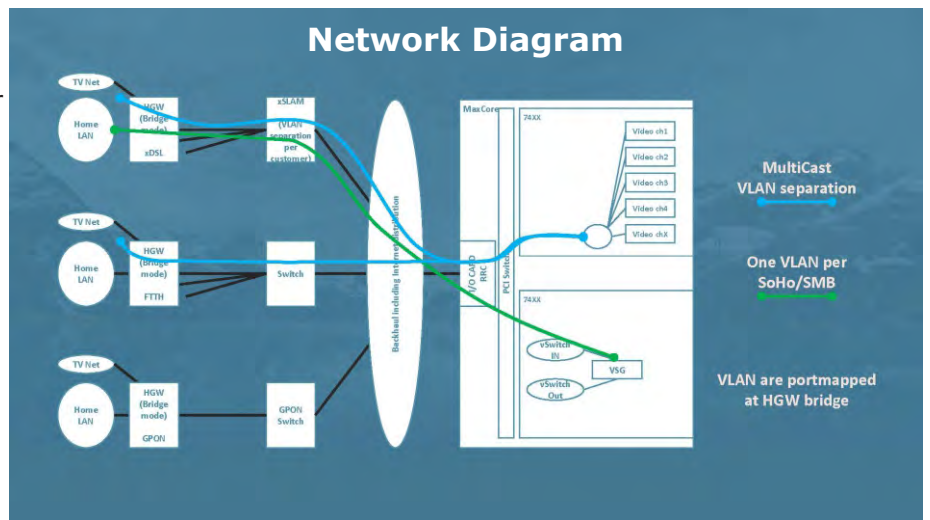 Network Diagram
TV Net
Home
LAN
HGW
(Bridge
mode)
xDSL
xSLAM
(VLAN
separation
per
customer)
TV Net
Home
LAN
HGW
(Bridge
mode)
FTTH
Switch
TV Net
Home
LAN
HGW
(Bridge
mode)
GPON
GPON
Switch
Backhaul including Internet distribution
MaxCore
I/O CARD
RRC
PCI Switch
74XX
Video ch1
Video ch2
Video ch3
Video ch4
Video chX
74XX
vSwitch
IN
vSwitch
Out
VSG
MultiCast
VLAN separation
One VLAN per
SoHo/SMB
VLAN are portmapped
at HGW bridge